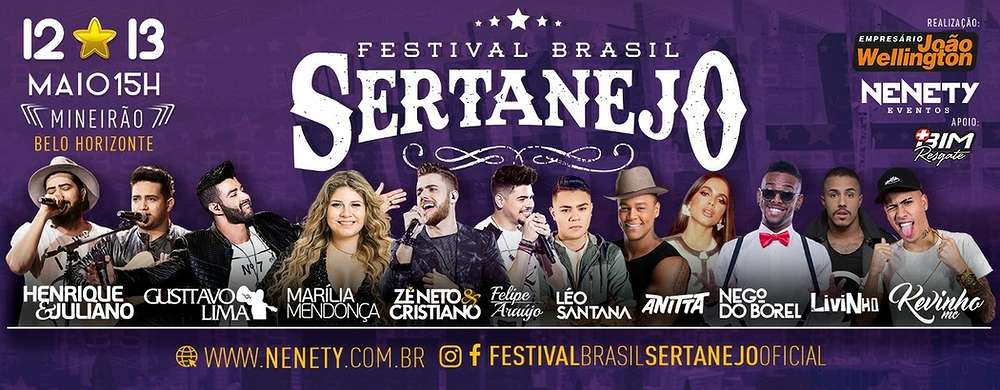 12 13
MAIO 15H
MINEIRÃO
BELO HORIZONTE
FESTIVAL BRASIL
SERTANEJO
REALIZAÇÃO:
EMPRESÁRIO
João
Wellington
NENETY
EVENTOS
APOIO:
BIM
Resgate
HENRIQUE
&JULIANO
GUSTTAVO
LIMA
MARÍLIA
MENDONÇA
ZÉ NETO &
CRISTIANO
Felipe
Araújo
LÉO
SANTANA
ANITTA
NEGO
DO BOREL
LIVINHO
Kevinho
mc
WWW.NENETY.COM.BR FESTIVALBRASILSERTANEJOOFICIAL